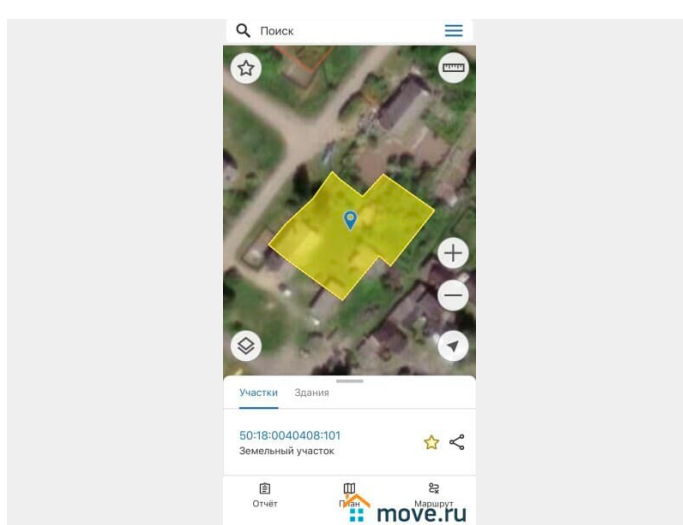 Поиск
Участки Здания
50:18:0040408:101
Земельный участок
Отчёт План Маршрут
move.ru